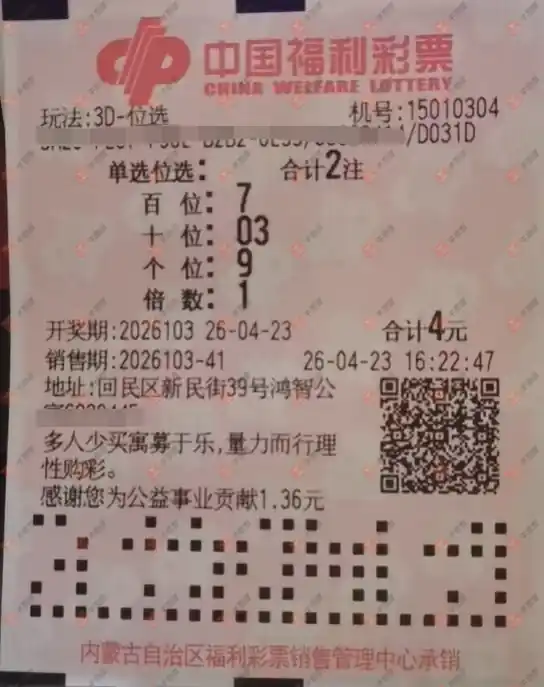 中国福利彩票
CHINA WELFARE LOTTERY
玩法:3D-位选 机号:15010304
/D031D
单选位选: 合计2注
百位: 7
十位: 03
个位: 9
倍数: 1
开奖期:2026103 26-04-23 合计4元
销售期:2026103-41 26-04-23 16:22:47
地址:回民区新民街39号鸿智公
多人少买寓募于乐,量力而行理
性购彩。
感谢您为公益事业贡献1.36元
内蒙古自治区福利彩票销售管理中心承销